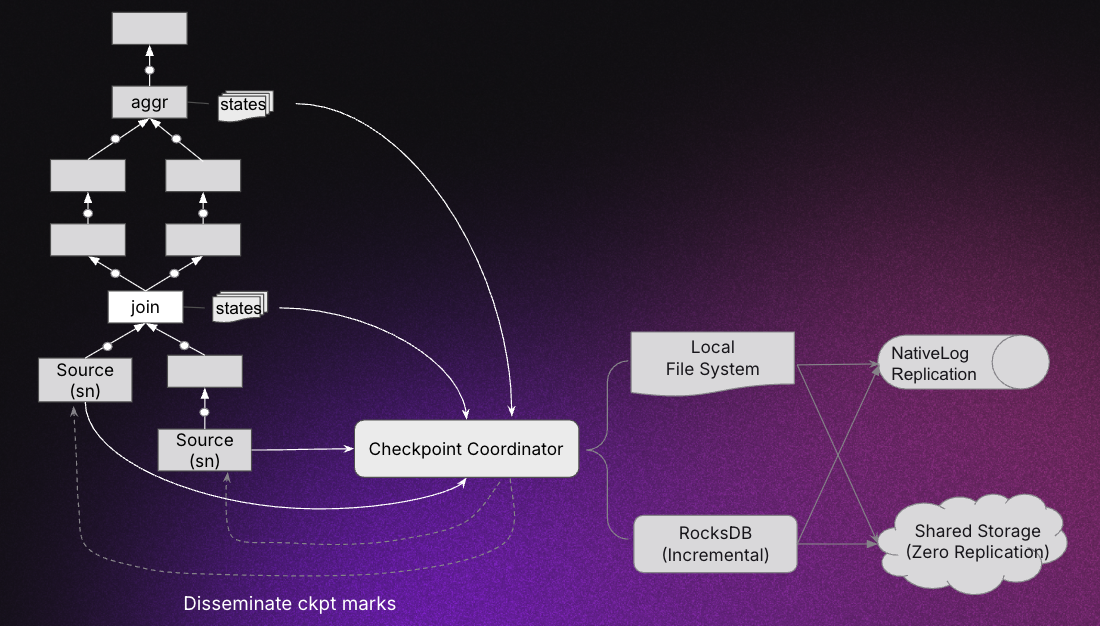 aggr
states
join
states
Source
(sn)
Source
(sn)
Checkpoint Coordinator
Local
File System
NativeLog
Replication
RocksDB
(Incremental)
Shared Storage
(Zero Replication)
Disseminate ckpt marks